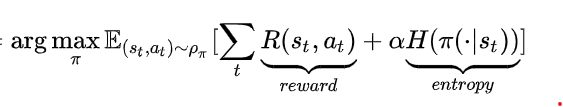 = arg max_π 𝔼_{(s_t,a_t)∼ρ_π} [∑_t R(s_t, a_t) + αH(π(·|s_t))]
reward entropy